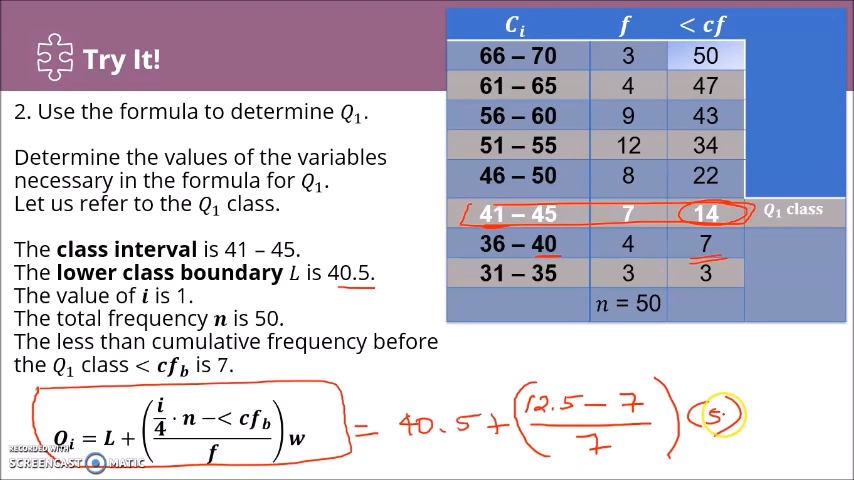 Try It!
2. Use the formula to determine Q₁.
Determine the values of the variables
necessary in the formula for Q₁.
Let us refer to the Q₁ class.
The class interval is 41 – 45.
The lower class boundary L is 40.5.
The value of i is 1.
The total frequency n is 50.
The less than cumulative frequency before
the Q₁ class < cf_b is 7.
Q_i = L + ((i/4 · n −< cf_b)/f) w = 40.5 + ((12.5 − 7)/7) (5)
C_i f < cf
66 – 70 3 50
61 – 65 4 47
56 – 60 9 43
51 – 55 12 34
46 – 50 8 22
41 – 45 7 14 Q₁ class
36 – 40 4 7
31 – 35 3 3
n = 50
RECORDED WITH
SCREENCAST MATIC